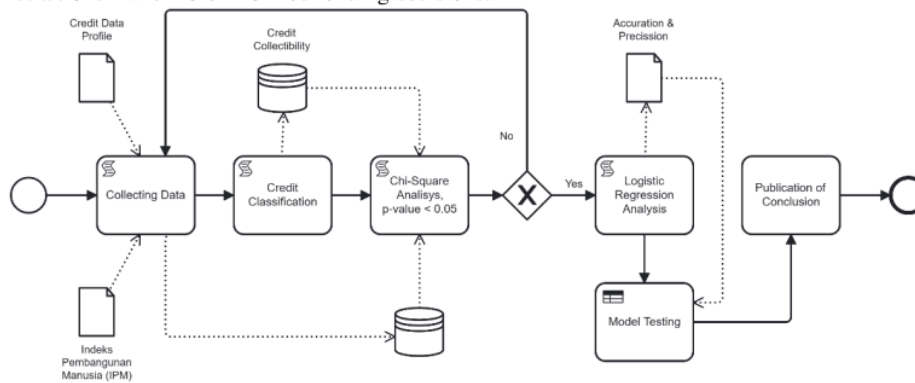 Credit Data
Profile
Credit
Collectibility
Accuration &
Precission
No
Collecting Data
Credit
Classification
Chi-Square
Analisys,
p-value < 0.05
X
Yes
Logistic
Regression
Analysis
Publication of
Conclusion
Model Testing
Indeks
Pembangunan
Manusia (IPM)